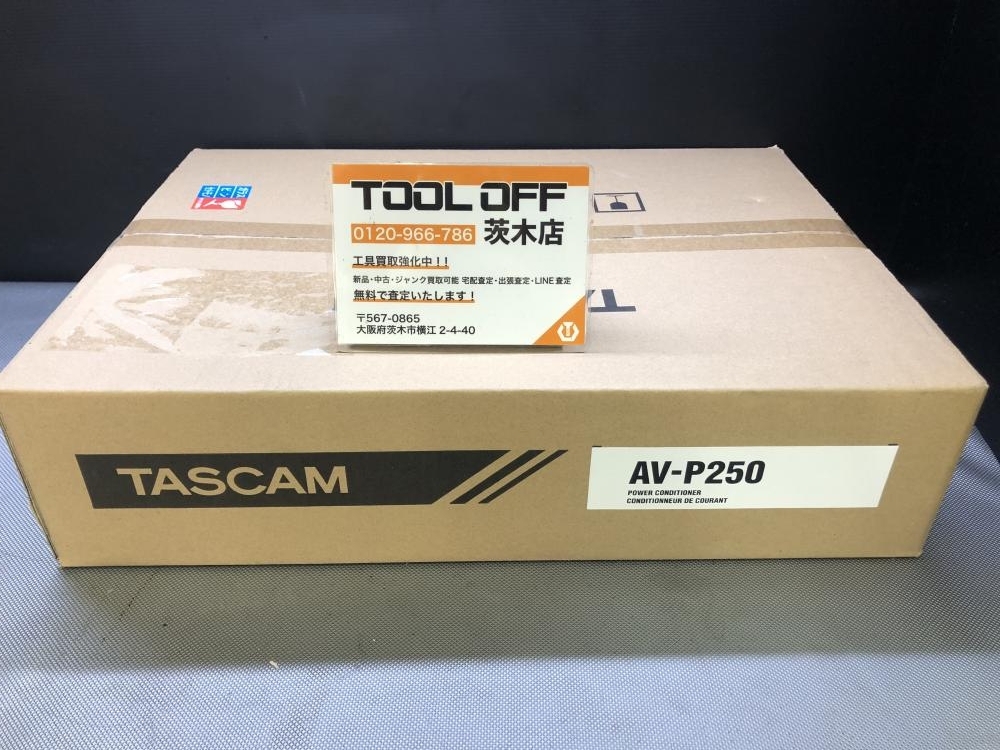 TOOL OFF
0120-966-786 茨木店
工具買取強化中!!
新品・中古・ジャンク買取可能 宅配査定・出張査定・LINE査定
無料で査定いたします!
〒567-0865
大阪府茨木市横江 2-4-40
TASCAM
AV-P250
POWER CONDITIONER
CONDITIONNEUR DE COURANT